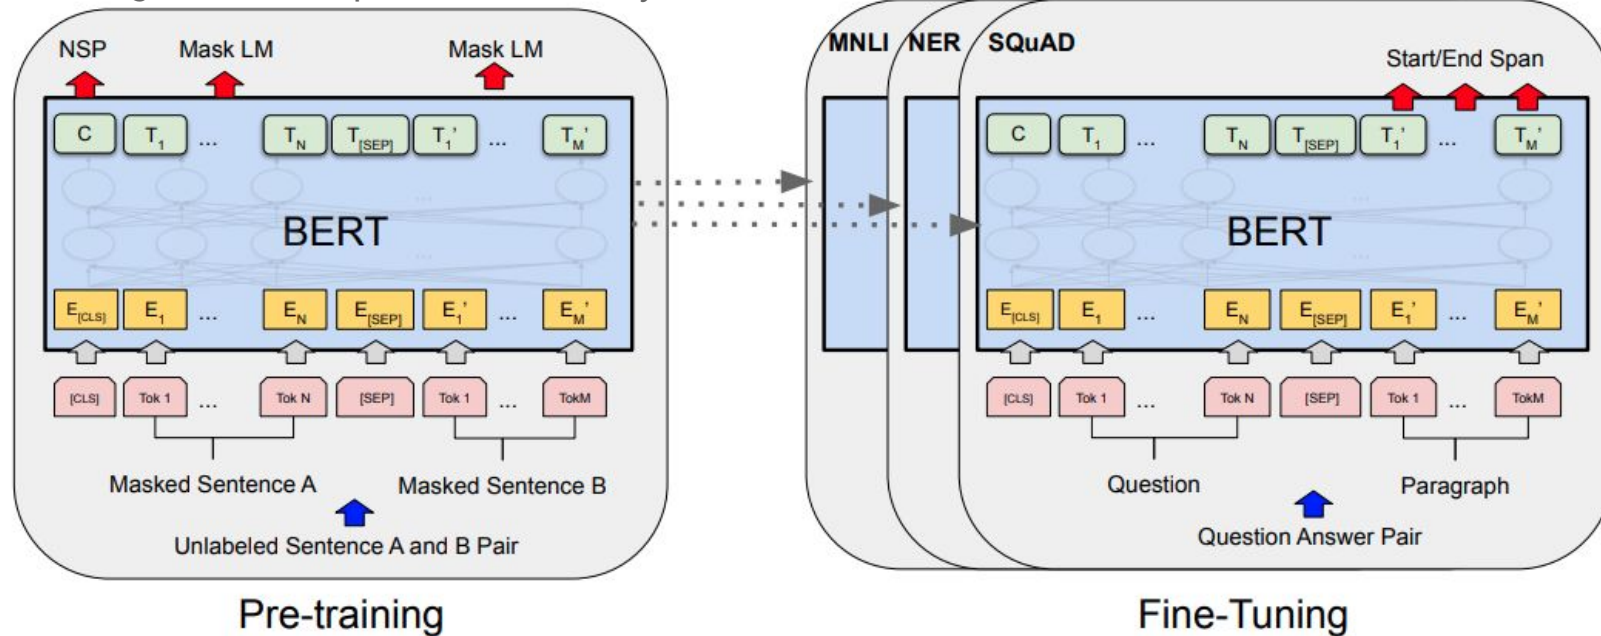 NSP Mask LM Mask LM
C T1 ... TN T[SEP] T1' ... TM'
BERT
E[CLS] E1 ... EN E[SEP] E1' ... EM'
[CLS] Tok 1 ... Tok N [SEP] Tok 1 ... TokM
Masked Sentence A Masked Sentence B
Unlabeled Sentence A and B Pair
Pre-training
MNLI NER SQuAD
Start/End Span
C T1 ... TN T[SEP] T1' ... TM'
BERT
E[CLS] E1 ... EN E[SEP] E1' ... EM'
[CLS] Tok 1 ... Tok N [SEP] Tok 1 ... TokM
Question Paragraph
Question Answer Pair
Fine-Tuning